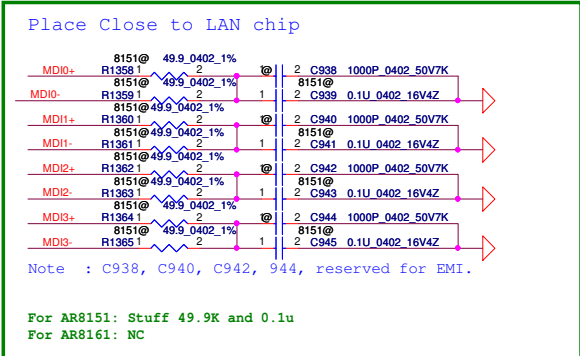 Place Close to LAN chip
8151@ 49.9_0402_1%
MDI0+ R1358 1 2 1@ 2 C938 1000P_0402_50V7K
8151@ 49.9_0402_1% 8151@
MDI0- R1359 1 2 1 2 C939 0.1U_0402_16V4Z
8151@ 49.9_0402_1%
MDI1+ R1360 1 2 1@ 2 C940 1000P_0402_50V7K
8151@ 49.9_0402_1% 8151@
MDI1- R1361 1 2 1 2 C941 0.1U_0402_16V4Z
8151@ 49.9_0402_1%
MDI2+ R1362 1 2 1@ 2 C942 1000P_0402_50V7K
8151@ 49.9_0402_1% 8151@
MDI2- R1363 1 2 1 2 C943 0.1U_0402_16V4Z
8151@ 49.9_0402_1%
MDI3+ R1364 1 2 1@ 2 C944 1000P_0402_50V7K
8151@ 49.9_0402_1% 8151@
MDI3- R1365 1 2 1 2 C945 0.1U_0402_16V4Z
Note : C938, C940, C942, 944, reserved for EMI.
For AR8151: Stuff 49.9K and 0.1u
For AR8161: NC